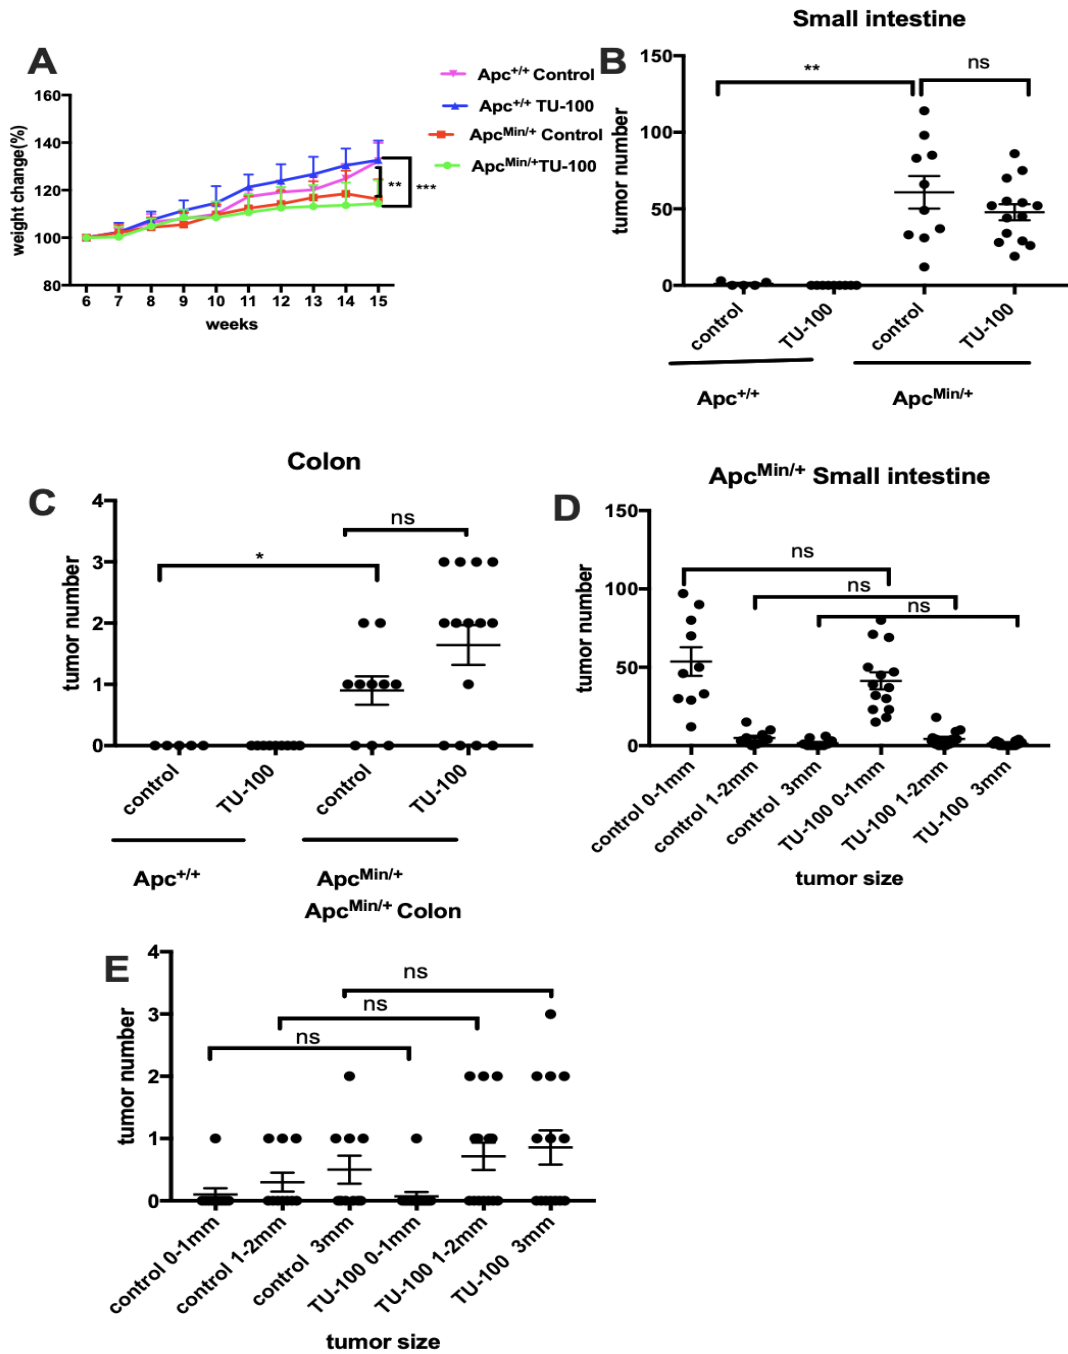 A
Apc+/+ Control
Apc+/+ TU-100
ApcMin/+ Control
ApcMin/+TU-100
weight change(%)
160
140
120
100
80
** ***
6 7 8 9 10 11 12 13 14 15
weeks
Small intestine
B
tumor number
150
100
50
0
** ns
control TU-100 control TU-100
Apc+/+ ApcMin/+
Colon
C
tumor number
4
3
2
1
0
* ns
control TU-100 control TU-100
Apc+/+ ApcMin/+
ApcMin/+ Small intestine
D
tumor number
150
100
50
0
ns
ns
ns
control 0-1mm control 1-2mm control 3mm TU-100 0-1mm TU-100 1-2mm TU-100 3mm
tumor size
ApcMin/+ Colon
E
tumor number
4
3
2
1
0
ns
ns
ns
control 0-1mm control 1-2mm control 3mm TU-100 0-1mm TU-100 1-2mm TU-100 3mm
tumor size